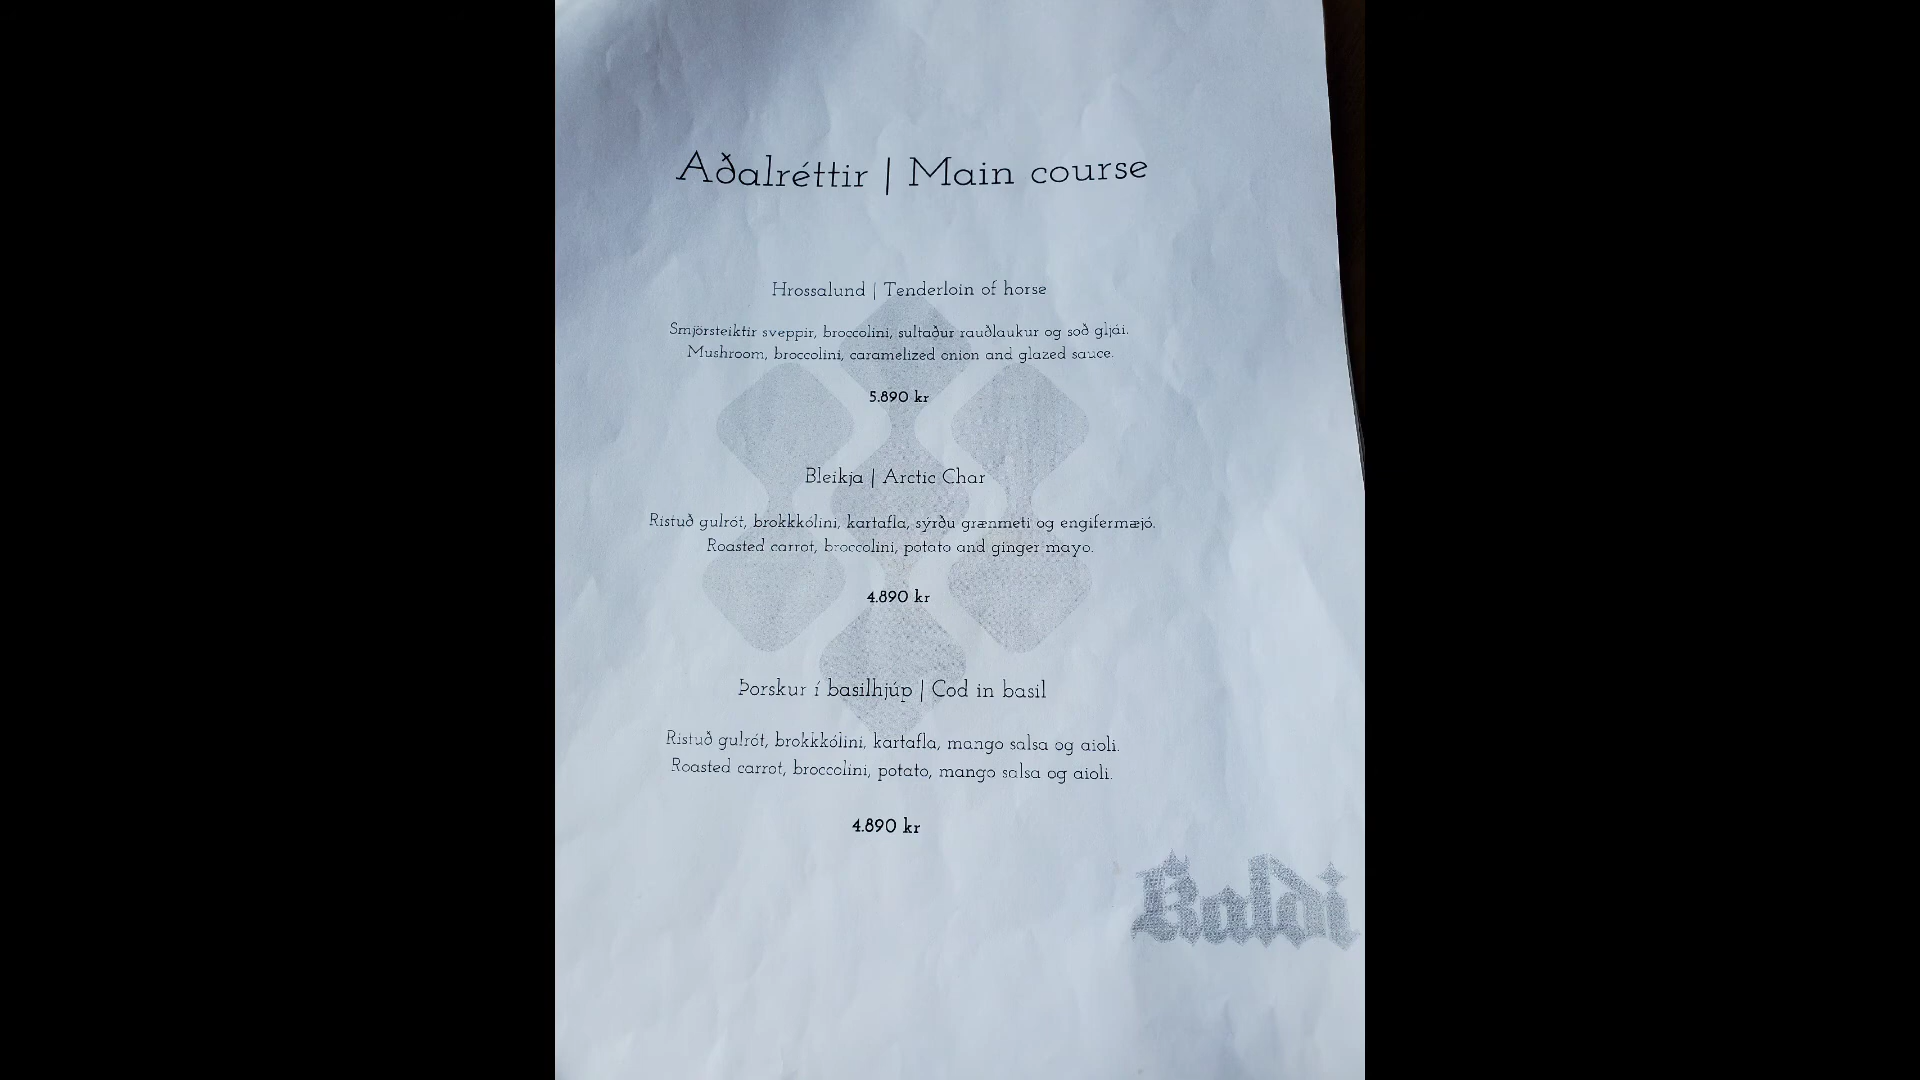 Aðalréttir | Main course
Hrossalund | Tenderloin of horse
Smjörsteiktir sveppir, broccolini, sultaður rauðlaukur og soð gljái.
Mushroom, broccolini, caramelized onion and glazed sauce.
5.890 kr
Bleikja | Arctic Char
Ristuð gulrót, brokkkólini, kartafla, sýrðu grænmeti og engifermæjó.
Roasted carrot, broccolini, potato and ginger mayo.
4.890 kr
Þorskur í basilhjúp | Cod in basil
Ristuð gulrót, brokkkólini, kartafla, mango salsa og aioli.
Roasted carrot, broccolini, potato, mango salsa og aioli.
4.890 kr
Kaldi